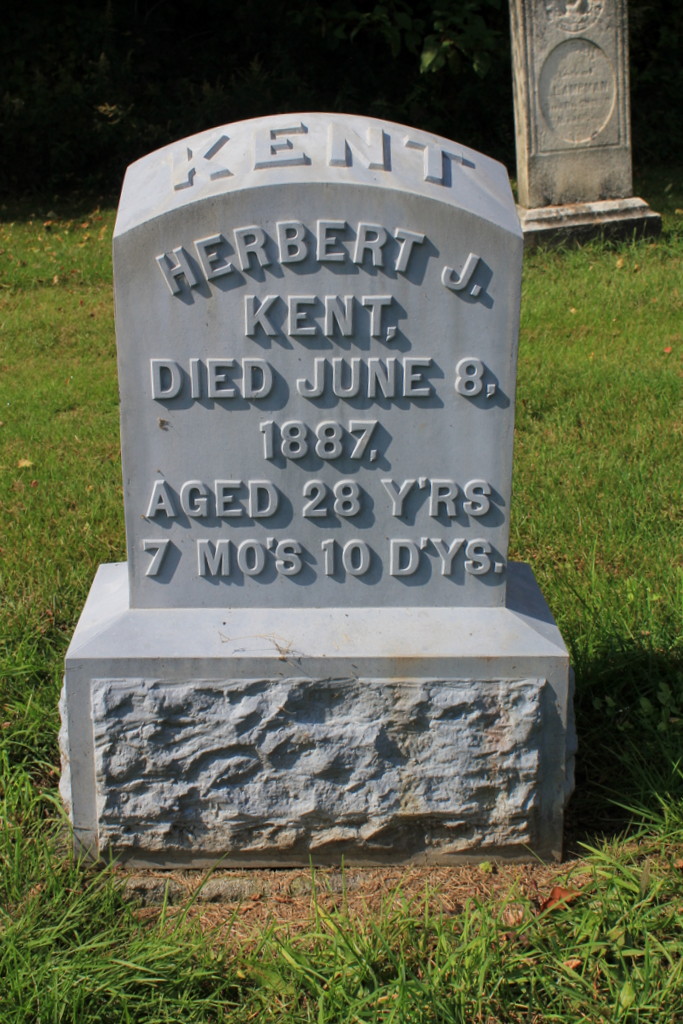 KENT
HERBERT J.
KENT,
DIED JUNE 8,
1887,
AGED 28 Y'RS
7 MO'S 10 D'YS.